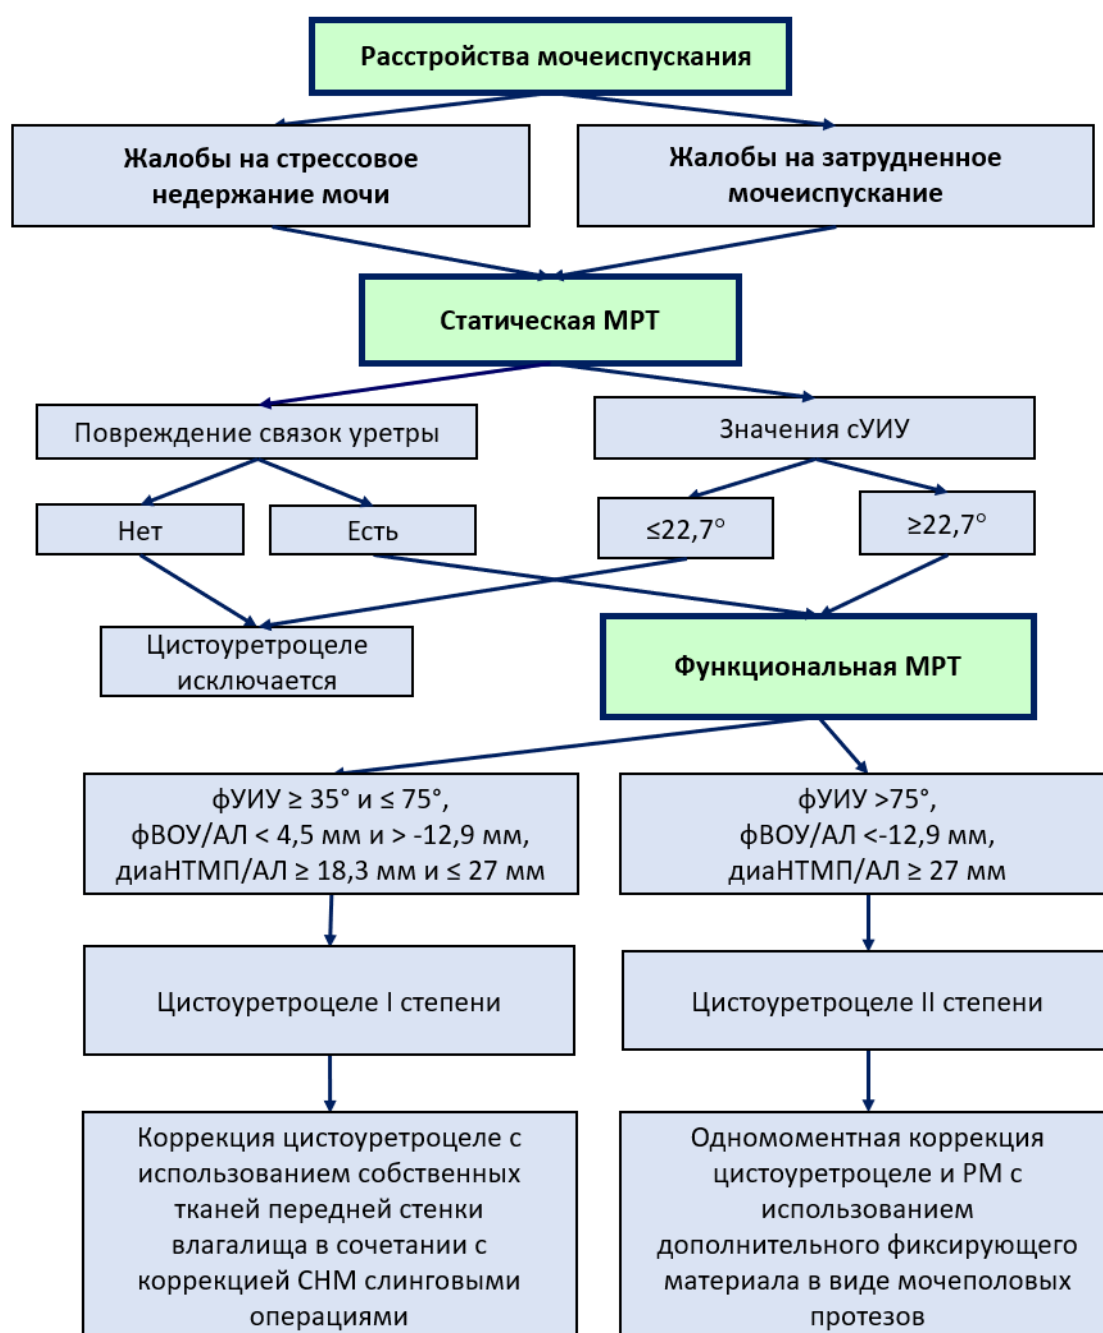 Расстройства мочеиспускания
Жалобы на стрессовое
недержание мочи
Жалобы на затрудненное
мочеиспускание
Статическая МРТ
Повреждение связок уретры
Значения сУИУ
Нет
Есть
≤22,7°
≥22,7°
Цистоуретроцеле
исключается
Функциональная МРТ
фУИУ ≥ 35° и ≤ 75°,
фВОУ/АЛ < 4,5 мм и > -12,9 мм,
диаНТМП/АЛ ≥ 18,3 мм и ≤ 27 мм
фУИУ >75°,
фВОУ/АЛ <-12,9 мм,
диаНТМП/АЛ ≥ 27 мм
Цистоуретроцеле I степени
Цистоуретроцеле II степени
Коррекция цистоуретроцеле с
использованием собственных
тканей передней стенки
влагалища в сочетании с
коррекцией СНМ слинговыми
операциями
Одномоментная коррекция
цистоуретроцеле и РМ с
использованием
дополнительного фиксирующего
материала в виде мочеполовых
протезов